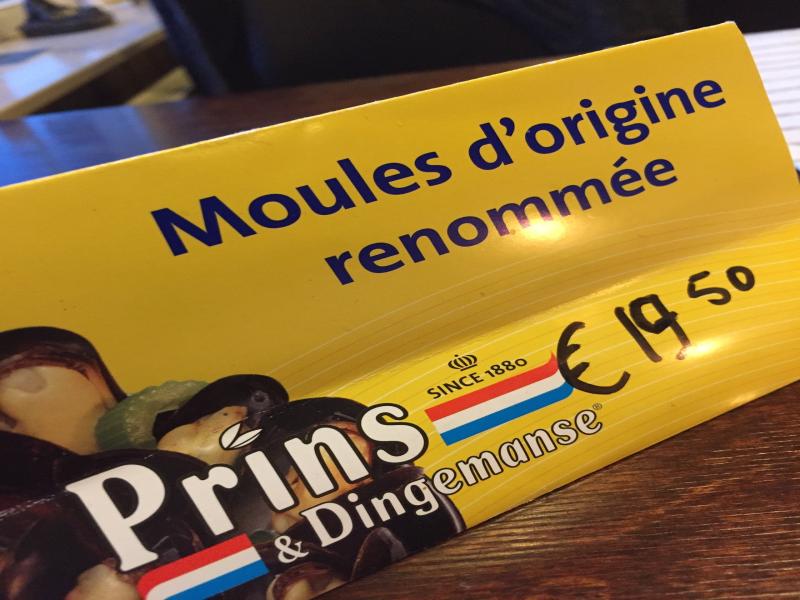 Moules d'origine
renommée
€ 19 50
SINCE 1880
Prins
& Dingemanse®